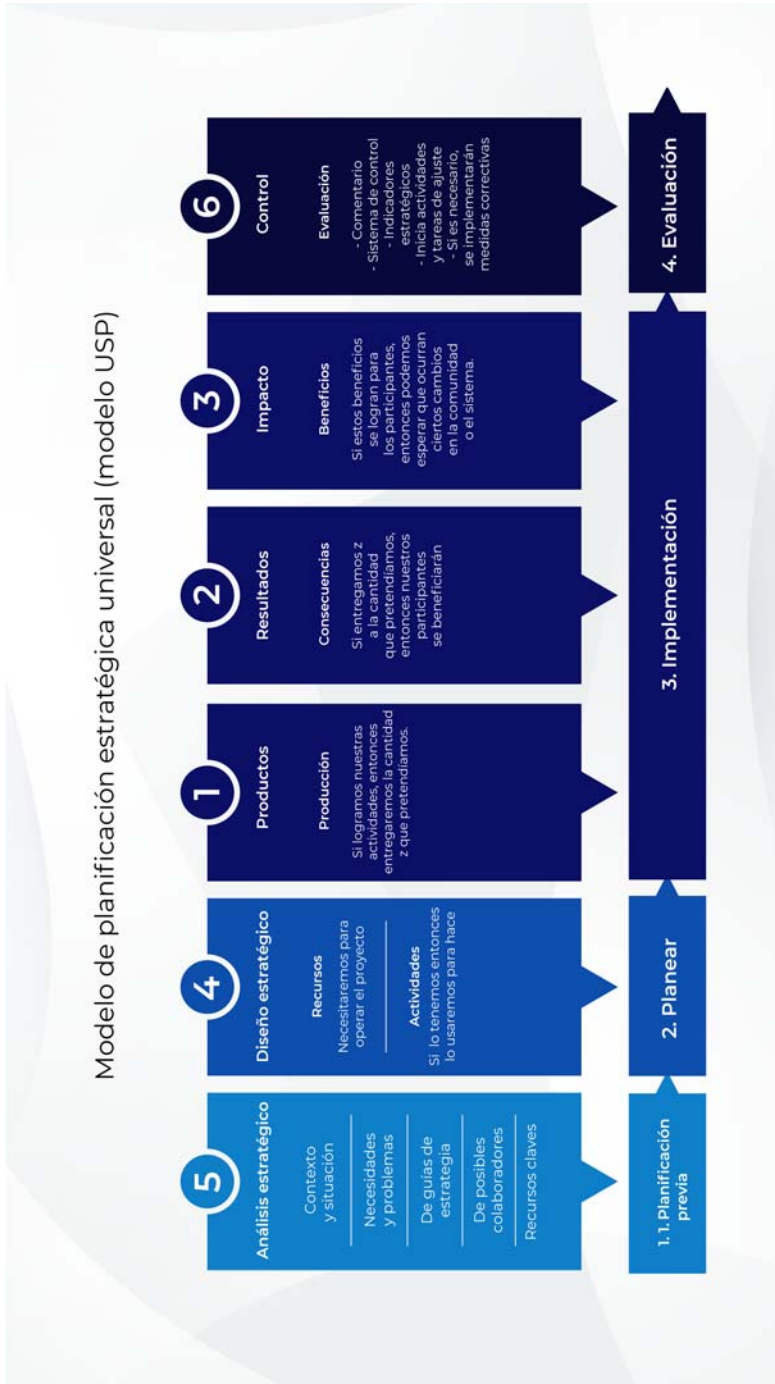 Modelo de planificación estratégica universal (modelo USP)
5
Análisis estratégico
Contexto
y situación
Necesidades
y problemas
De guías de
estrategia
De posibles
colaboradores
Recursos claves
4
Diseño estratégico
Recursos
Necesitaremos para
operar el proyecto
Actividades
Si lo tenemos entonces
lo usaremos para hace
1
Productos
Producción
Si logramos nuestras
actividades, entonces
entregaremos la cantidad
z que pretendíamos.
2
Resultados
Consecuencias
Si entregamos z
a la cantidad
que pretendíamos,
entonces nuestros
participantes
se beneficiarán
3
Impacto
Beneficios
Si estos beneficios
se logran para
los participantes,
entonces podemos
esperar que ocurran
ciertos cambios
en la comunidad
o el sistema.
6
Control
Evaluación
- Comentario
- Sistema de control
- Indicadores
estratégicos
- Inicia actividades
y tareas de ajuste
- Si es necesario,
se implementarán
medidas correctivas
1. 1. Planificación
previa
2. Planear
3. Implementación
4. Evaluación